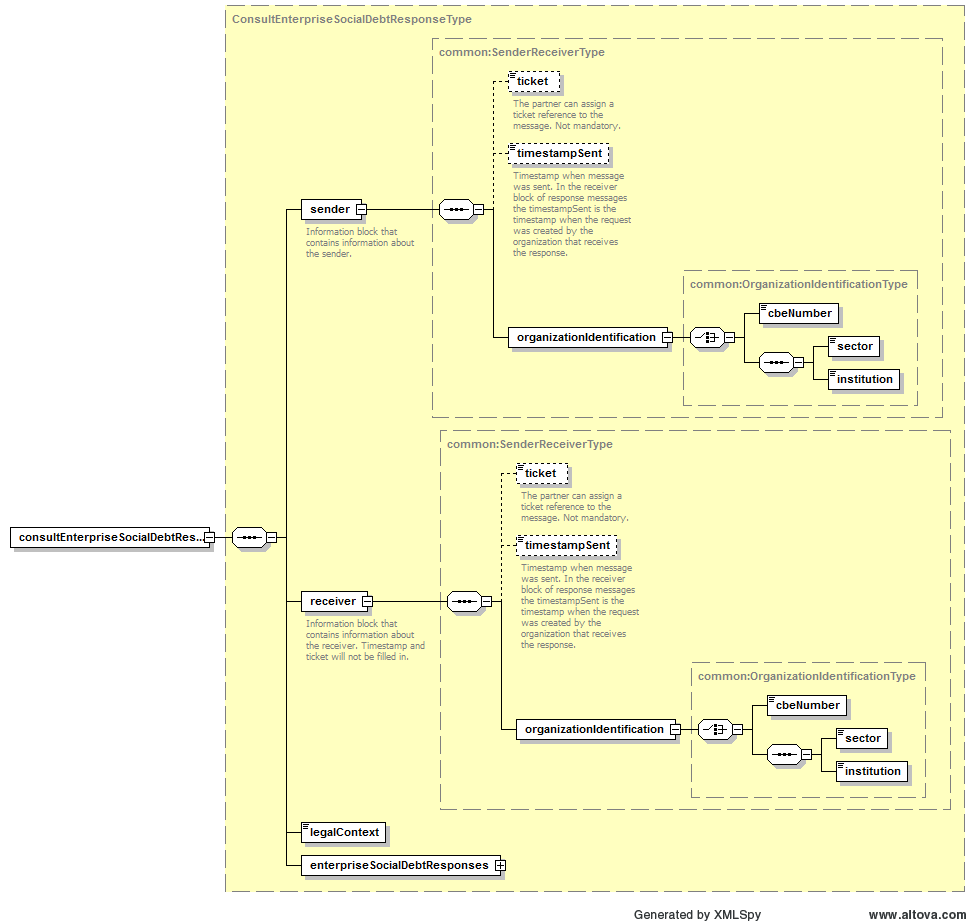 ConsultEnterpriseSocialDebtResponseType
common:SenderReceiverType
ticket
The partner can assign a
ticket reference to the
message. Not mandatory.
timestampSent
Timestamp when message
was sent. In the receiver
block of response messages
the timestampSent is the
timestamp when the request
was created by the
organization that receives
the response.
sender
Information block that
contains information about
the sender.
common:OrganizationIdentificationType
cbeNumber
organizationIdentification
sector
institution
common:SenderReceiverType
ticket
The partner can assign a
ticket reference to the
message. Not mandatory.
consultEnterpriseSocialDebtRes...
timestampSent
Timestamp when message
was sent. In the receiver
block of response messages
the timestampSent is the
timestamp when the request
was created by the
organization that receives
the response.
receiver
Information block that
contains information about
the receiver. Timestamp and
ticket will not be filled in.
common:OrganizationIdentificationType
cbeNumber
organizationIdentification
sector
institution
legalContext
enterpriseSocialDebtResponses
Generated by XMLSpy
www.altova.com